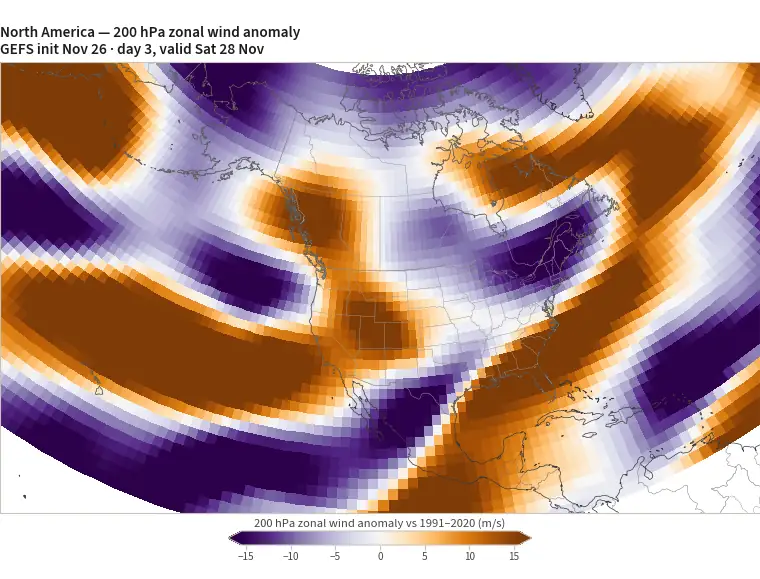 North America — 200 hPa zonal wind anomaly
GEFS init Nov 26 · day 3, valid Sat 28 Nov
200 hPa zonal wind anomaly vs 1991–2020 (m/s)
−15 −10 −5 0 5 10 15